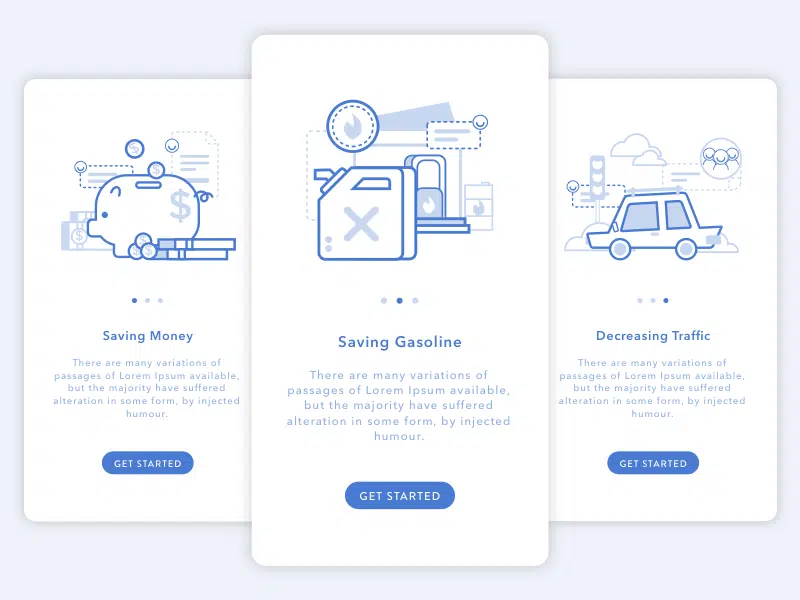 Saving Money
There are many variations of
passages of Lorem Ipsum available,
but the majority have suffered
alteration in some form, by injected
humour.
GET STARTED
Saving Gasoline
There are many variations of
passages of Lorem Ipsum available,
but the majority have suffered
alteration in some form, by injected
humour.
GET STARTED
Decreasing Traffic
There are many variations of
passages of Lorem Ipsum available,
but the majority have suffered
alteration in some form, by injected
humour.
GET STARTED